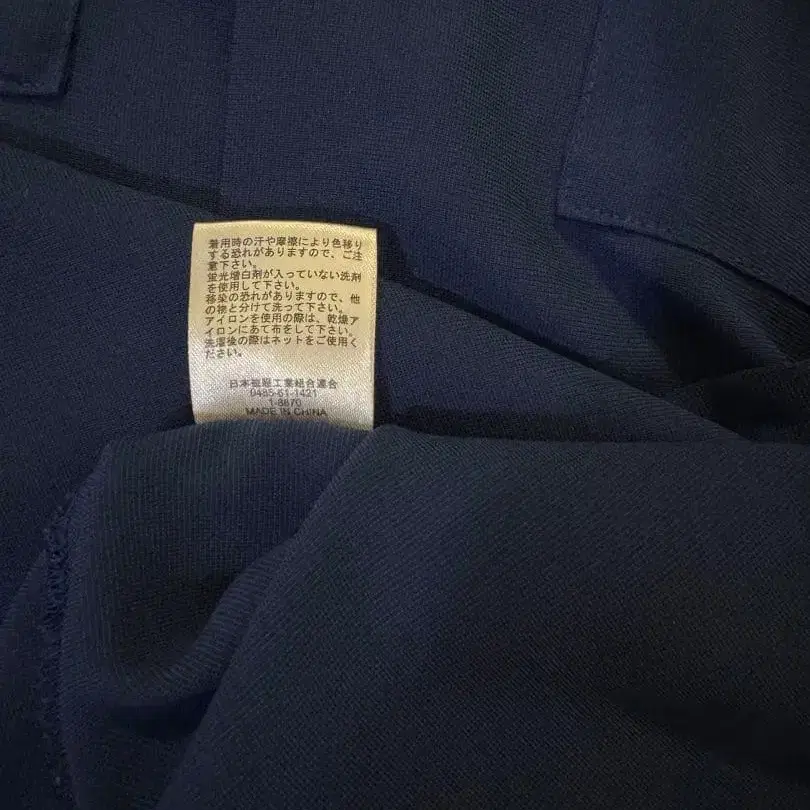 着用時の汗や摩擦により色移り
する恐れがありますので、ご注
意下さい。
蛍光増白剤が入っていない洗剤
を使用して下さい。
移染の恐れがありますので、他
の物と分けて洗って下さい。
アイロンを使用の際は、乾燥ア
イロンにあて布をして下さい。
洗濯後の際はネットをご使用く
ださい。
日本被服工業組合連合
0485-61-1421
1-8870
MADE IN CHINA